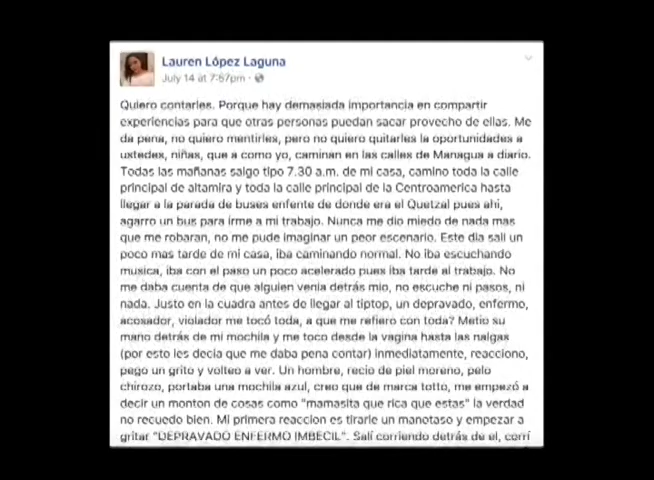 Lauren López Laguna
July 14 at 7:57pm ·
Quiero contarles. Porque hay demasiada importancia en compartir
experiencias para que otras personas puedan sacar provecho de ellas. Me
da pena, no quiero mentirles, pero no quiero quitarles la oportunidades a
ustedes, niñas, que a como yo, caminan en las calles de Managua a diario.
Todas las mañanas salgo tipo 7.30 a.m. de mi casa, camino toda la calle
principal de altamira y toda la calle principal de la Centroamerica hasta
llegar a la parada de buses enfente de donde era el Quetzal pues ahi,
agarro un bus para irme a mi trabajo. Nunca me dio miedo de nada mas
que me robaran, no me pude imaginar un peor escenario. Este dia sali un
poco mas tarde de mi casa, iba caminando normal. No iba escuchando
musica, iba con el paso un poco acelerado pues iba tarde al trabajo. No
me daba cuenta de que alguien venia detrás mio, no escuche ni pasos, ni
nada. Justo en la cuadra antes de llegar al tiptop, un depravado, enfermo,
acosador, violador me tocó toda, a que me refiero con toda? Metio su
mano detrás de mi mochila y me toco desde la vagina hasta las nalgas
(por esto les decia que me daba pena contar) inmediatamente, reacciono,
pego un grito y volteo a ver. Un hombre, recio de piel moreno, pelo
chirozo, portaba una mochila azul, creo que de marca totto, me empezó a
decir un monton de cosas como "mamasita que rica que estas" la verdad
no recuedo bien. Mi primera reaccion es tirarle un manotaso y empezar a
gritar "DEPRAVADO ENFERMO IMBECIL". Salí corriendo detrás de el, corrí